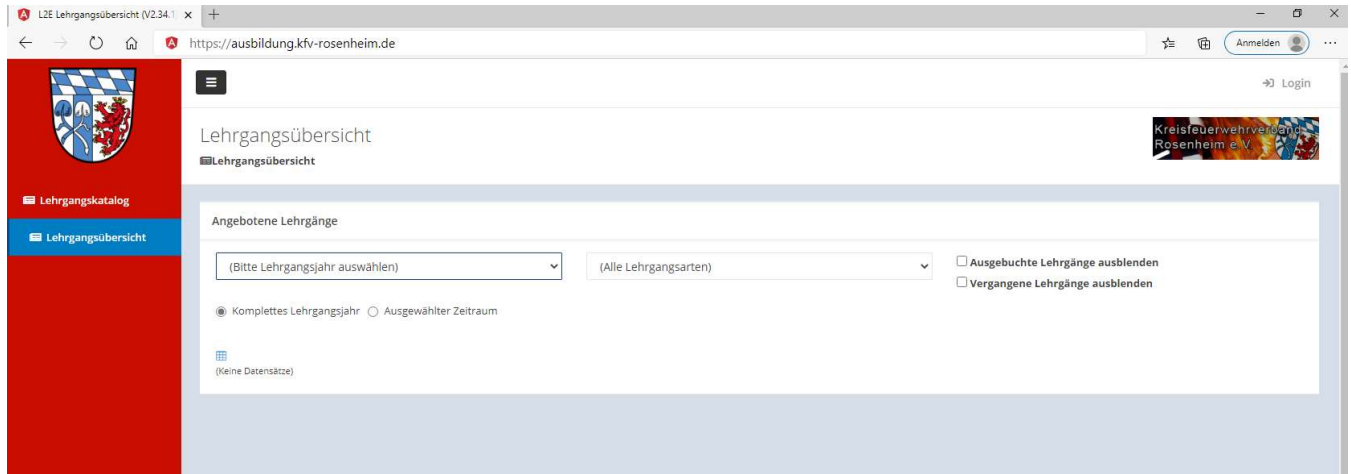 L2E Lehrgangsübersicht (V2.34.1
https://ausbildung.kfv-rosenheim.de
Anmelden
Login
Lehrgangsübersicht
Lehrgangsübersicht
Kreisfeuerwehrverband
Rosenheim e.V.
Lehrgangskatalog
Lehrgangsübersicht
Angebotene Lehrgänge
(Bitte Lehrgangsjahr auswählen)
(Alle Lehrgangsarten)
Ausgebuchte Lehrgänge ausblenden
Vergangene Lehrgänge ausblenden
Komplettes Lehrgangsjahr
Ausgewählter Zeitraum
(Keine Datensätze)